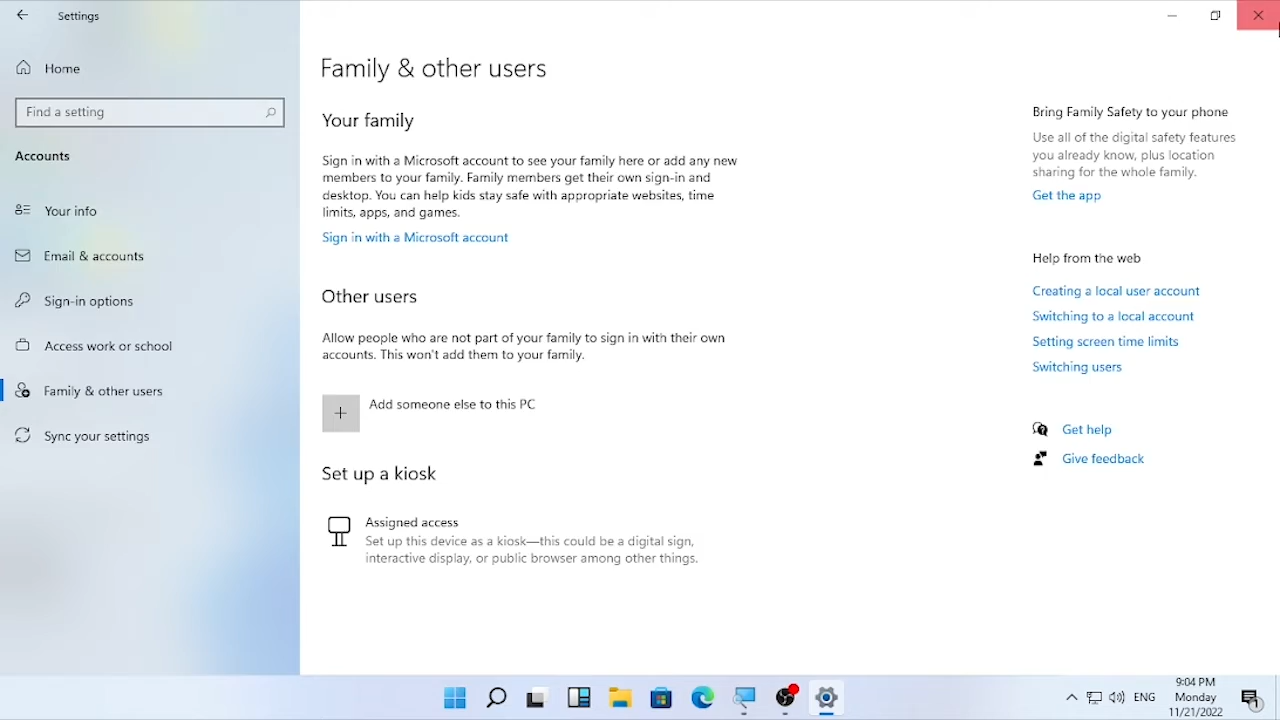 Settings
Home
Find a setting
Accounts
Your info
Email & accounts
Sign-in options
Access work or school
Family & other users
Sync your settings
Family & other users
Your family
Sign in with a Microsoft account to see your family here or add any new
members to your family. Family members get their own sign-in and
desktop. You can help kids stay safe with appropriate websites, time
limits, apps, and games.
Sign in with a Microsoft account
Other users
Allow people who are not part of your family to sign in with their own
accounts. This won't add them to your family.
Add someone else to this PC
Set up a kiosk
Assigned access
Set up this device as a kiosk—this could be a digital sign,
interactive display, or public browser among other things.
Bring Family Safety to your phone
Use all of the digital safety features
you already know, plus location
sharing for the whole family.
Get the app
Help from the web
Creating a local user account
Switching to a local account
Setting screen time limits
Switching users
Get help
Give feedback
ENG
9:04 PM
Monday
11/21/2022
1